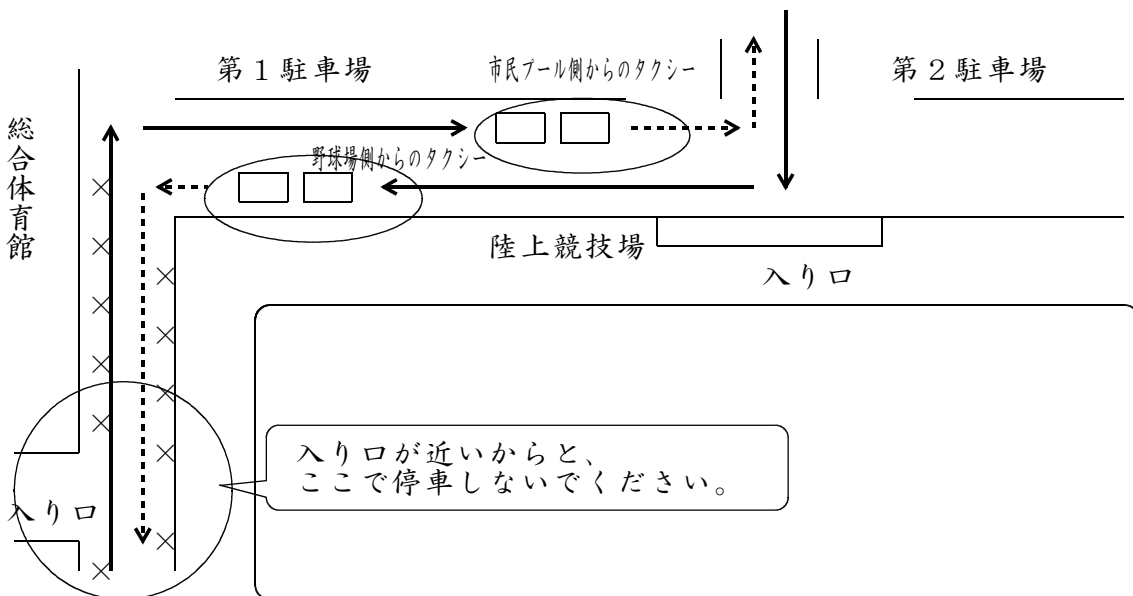 第１駐車場
市民プール側からのタクシー
第２駐車場
総合体育館
野球場側からのタクシー
陸上競技場
入り口
入り口が近いからと、
ここで停車しないでください。
入り口